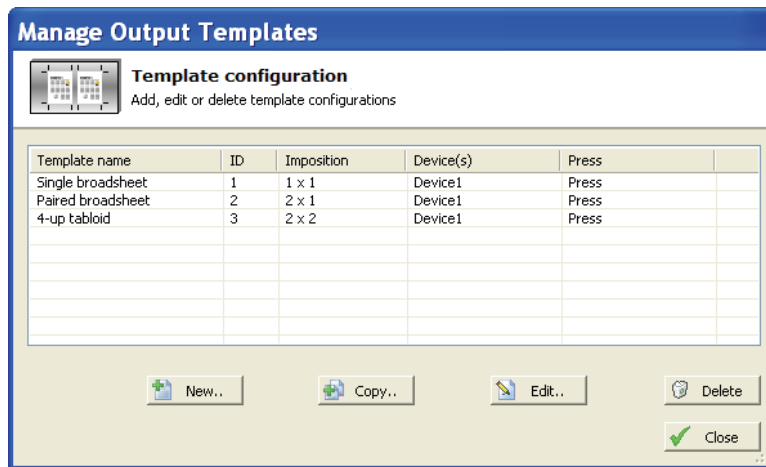 Manage Output Templates
Template configuration
Add, edit or delete template configurations
Template name ID Imposition Device(s) Press
Single broadsheet 1 1 x 1 Device1 Press
Paired broadsheet 2 2 x 1 Device1 Press
4-up tabloid 3 2 x 2 Device1 Press
New.. Copy.. Edit.. Delete
Close